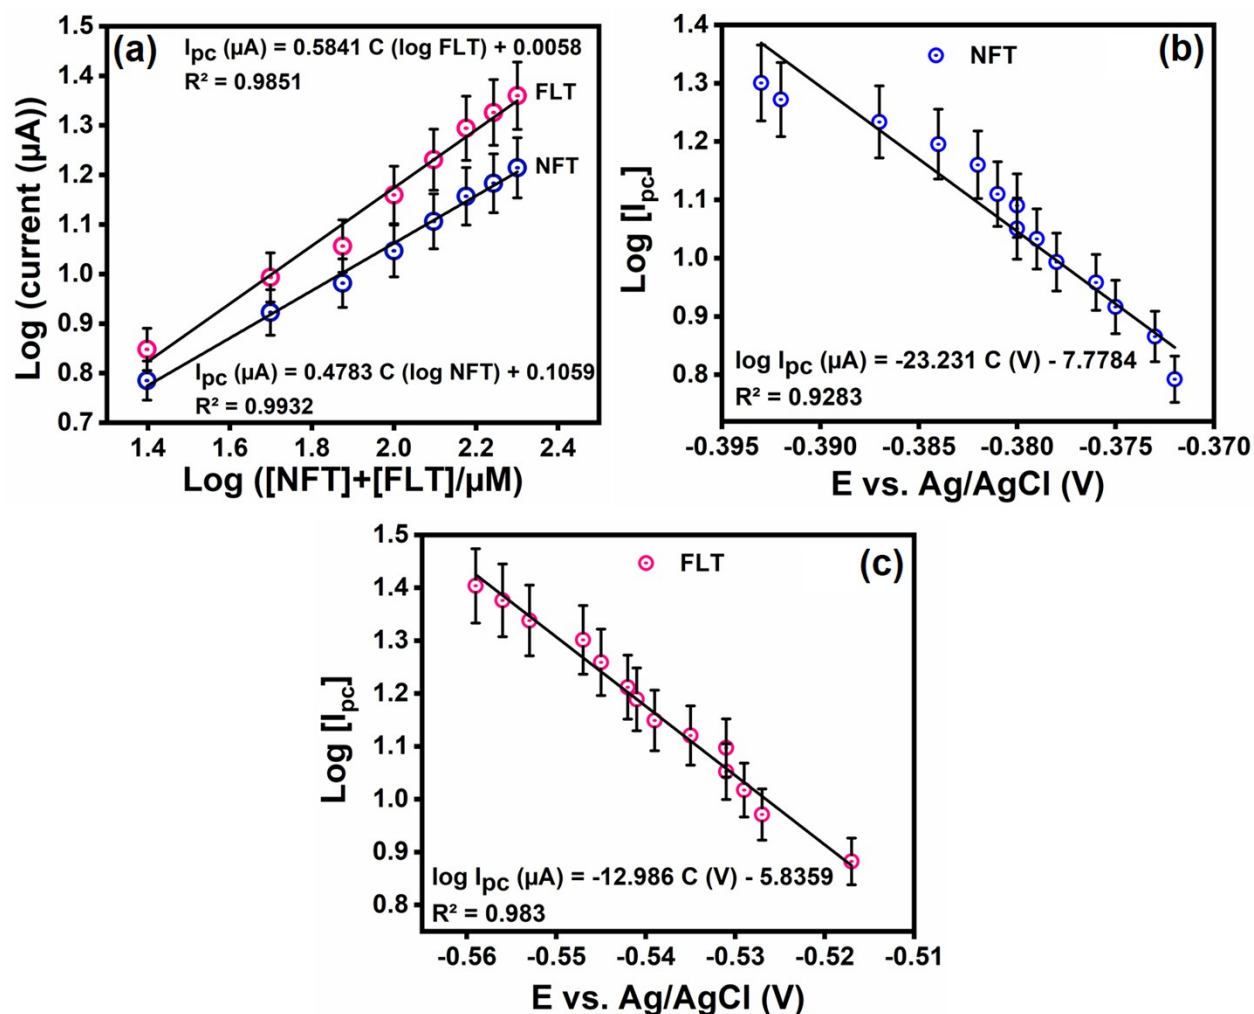 (a)
I_pc (µA) = 0.5841 C (log FLT) + 0.0058
R² = 0.9851
FLT
NFT
I_pc (µA) = 0.4783 C (log NFT) + 0.1059
R² = 0.9932
1.5
1.4
1.3
1.2
1.1
1.0
0.9
0.8
0.7
Log (current (µA))
1.4 1.6 1.8 2.0 2.2 2.4
Log ([NFT]+[FLT]/µM)
(b)
NFT
1.4
1.3
1.2
1.1
1.0
0.9
0.8
Log [I_pc]
log I_pc (µA) = -23.231 C (V) - 7.7784
R² = 0.9283
-0.395 -0.390 -0.385 -0.380 -0.375 -0.370
E vs. Ag/AgCl (V)
(c)
FLT
1.5
1.4
1.3
1.2
1.1
1.0
0.9
0.8
Log [I_pc]
log I_pc (µA) = -12.986 C (V) - 5.8359
R² = 0.983
-0.56 -0.55 -0.54 -0.53 -0.52 -0.51
E vs. Ag/AgCl (V)